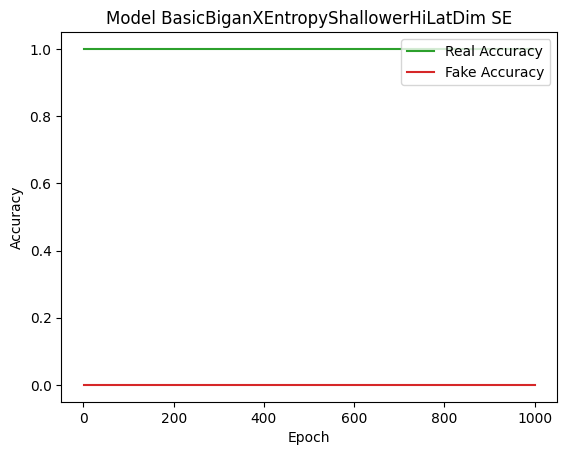 Model BasicBiganXEntropyShallowerHiLatDim SE
Real Accuracy
Fake Accuracy
Accuracy
1.0
0.8
0.6
0.4
0.2
0.0
0 200 400 600 800 1000
Epoch